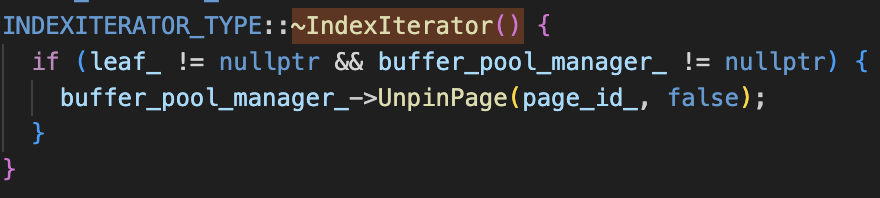 INDEXITERATOR_TYPE::~IndexIterator() {
  if (leaf_ != nullptr && buffer_pool_manager_ != nullptr) {
    buffer_pool_manager_->UnpinPage(page_id_, false);
  }
}